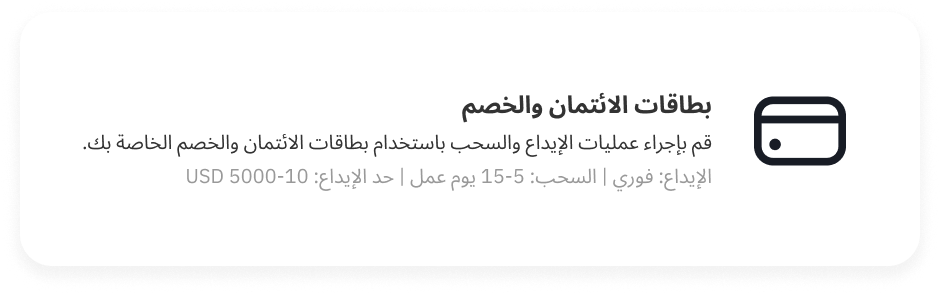 بطاقات الائتمان والخصم
قم بإجراء عمليات الإيداع والسحب باستخدام بطاقات الائتمان والخصم الخاصة بك.
الإيداع: فوري | السحب: 5-15 يوم عمل | حد الإيداع: 10-5000 USD